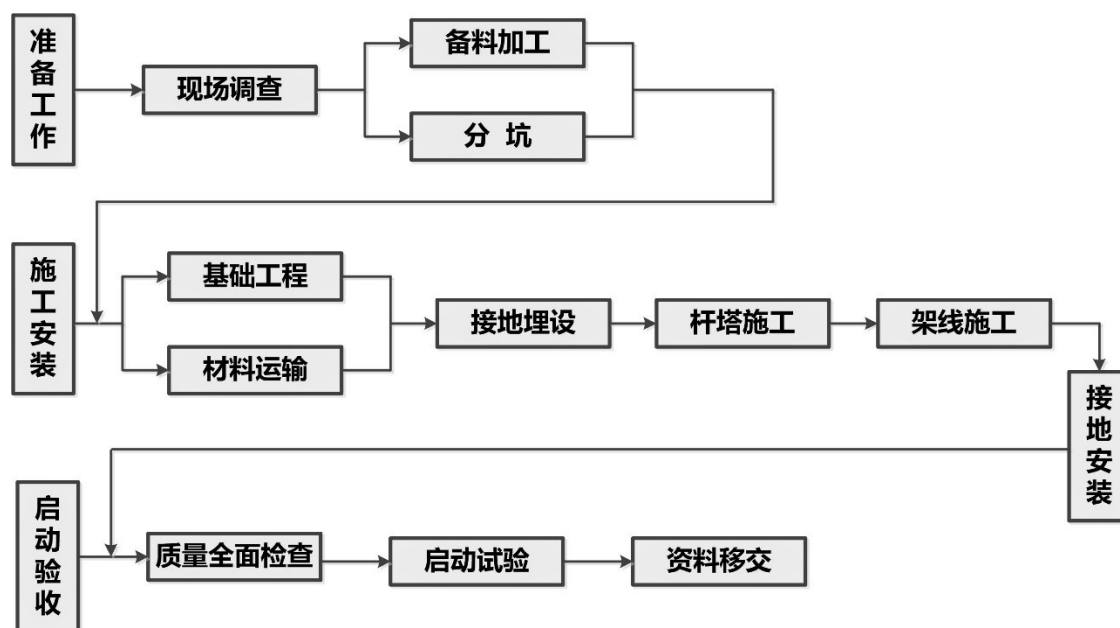 准备工作
现场调查
备料加工
分 坑
施工安装
基础工程
材料运输
接地埋设
杆塔施工
架线施工
接地安装
启动验收
质量全面检查
启动试验
资料移交